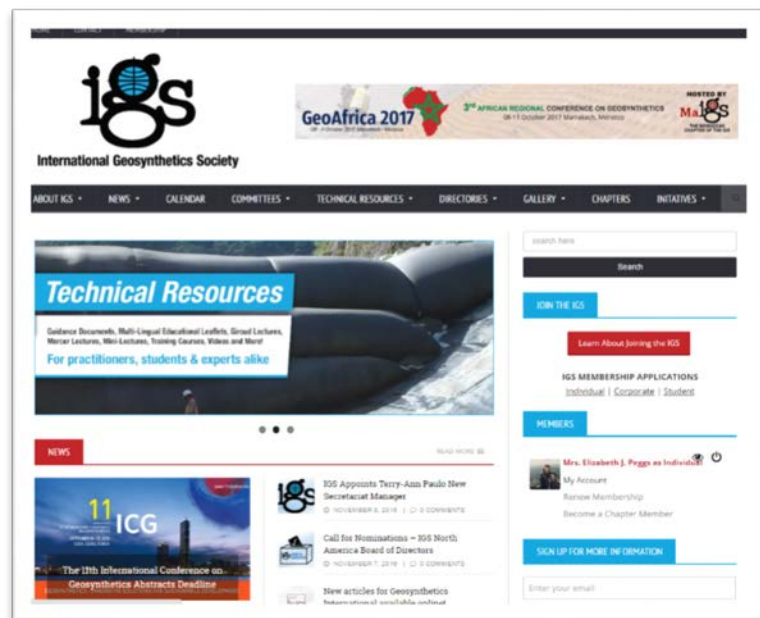 HOME CONTACT MEMBERSHIP
igs
International Geosynthetics Society
GeoAfrica 2017
3RD AFRICAN REGIONAL CONFERENCE ON GEOSYNTHETICS
08-11 October 2017 Marrakech, Morocco
HOSTED BY
MaigS
ABOUT IGS NEWS CALENDAR COMMITTEES TECHNICAL RESOURCES DIRECTORIES GALLERY CHAPTERS INITATIVES
Technical Resources
Guidance Documents, Multi-Lingual Educational Leaflets, Giroud Lectures,
Mercer Lectures, Mini-Lectures, Training Courses, Videos and More!
For practitioners, students & experts alike
NEWS
READ MORE
11
ICG
The 11th International Conference on
Geosynthetics Abstracts Deadline
igs
IGS Appoints Terry-Ann Paulo New
Secretariat Manager
2016 | 0 COMMENTS
Call for Nominations – IGS North
America Board of Directors
NOVEMBER 7, 2016 | 0 COMMENTS
New articles for Geosynthetics
International available online!
search here
Search
JOIN THE IGS
Learn About Joining the IGS
IGS MEMBERSHIP APPLICATIONS
Individual | Corporate | Student
MEMBERS
Mrs. Elizabeth J. Peggs as Individual
My Account
Renew Membership
Become a Chapter Member
SIGN UP FOR MORE INFORMATION
Enter your email